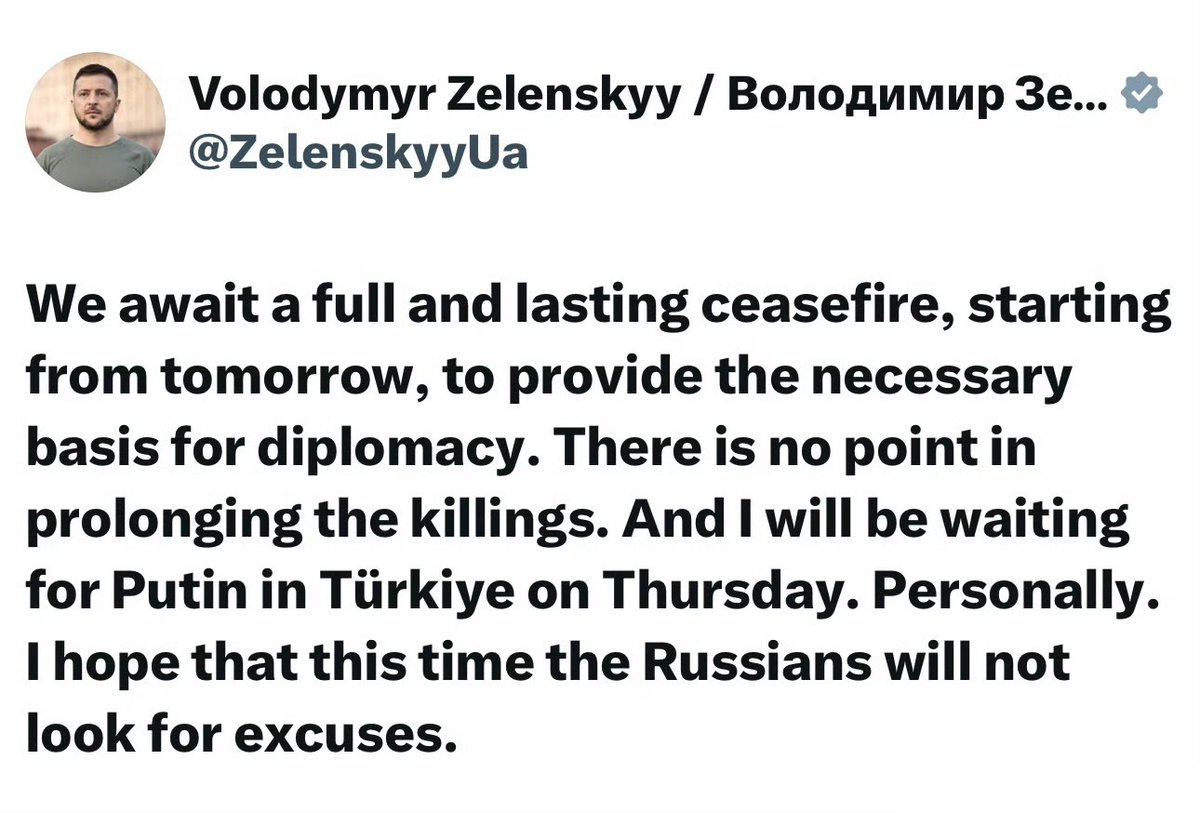 Volodymyr Zelenskyy / Володимир Зе...
@ZelenskyyUa
We await a full and lasting ceasefire, starting
from tomorrow, to provide the necessary
basis for diplomacy. There is no point in
prolonging the killings. And I will be waiting
for Putin in Türkiye on Thursday. Personally.
I hope that this time the Russians will not
look for excuses.